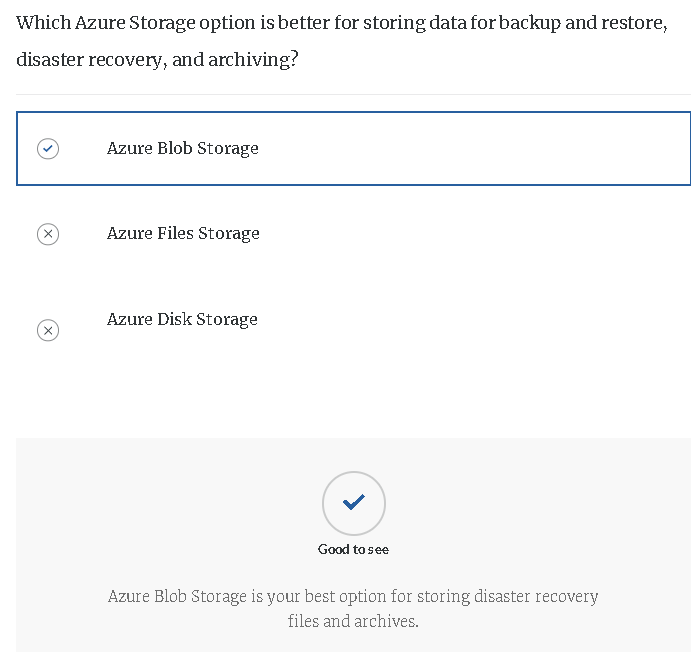 Which Azure Storage option is better for storing data for backup and restore,
disaster recovery, and archiving?
Azure Blob Storage
Azure Files Storage
Azure Disk Storage
Good to see
Azure Blob Storage is your best option for storing disaster recovery
files and archives.